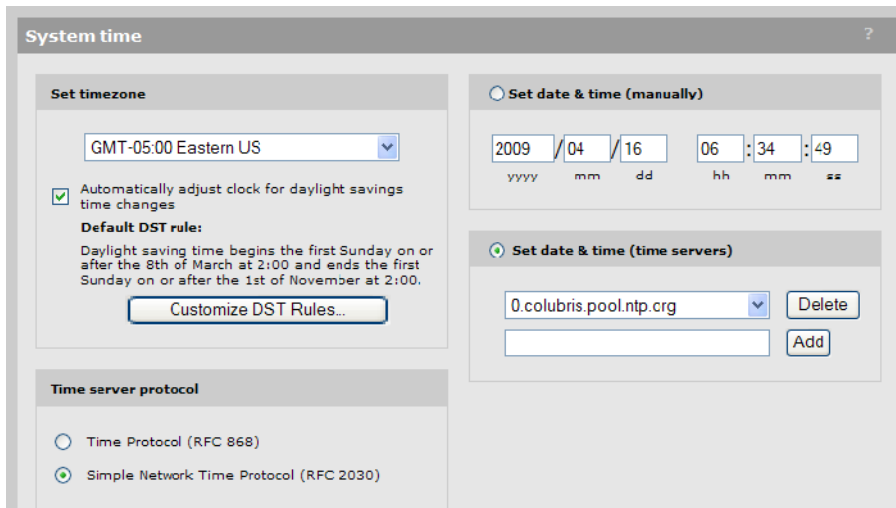 System time
?
Set timezone
GMT-05:00 Eastern US
Automatically adjust clock for daylight savings
time changes
Default DST rule:
Daylight saving time begins the first Sunday on or
after the 8th of March at 2:00 and ends the first
Sunday on or after the 1st of November at 2:00.
Customize DST Rules...
Time server protocol
Time Protocol (RFC 868)
Simple Network Time Protocol (RFC 2030)
Set date & time (manually)
2009 / 04 / 16 06 : 34 : 49
yyyy mm dd hh mm ss
Set date & time (time servers)
0.colubris.pool.ntp.org
Delete
Add